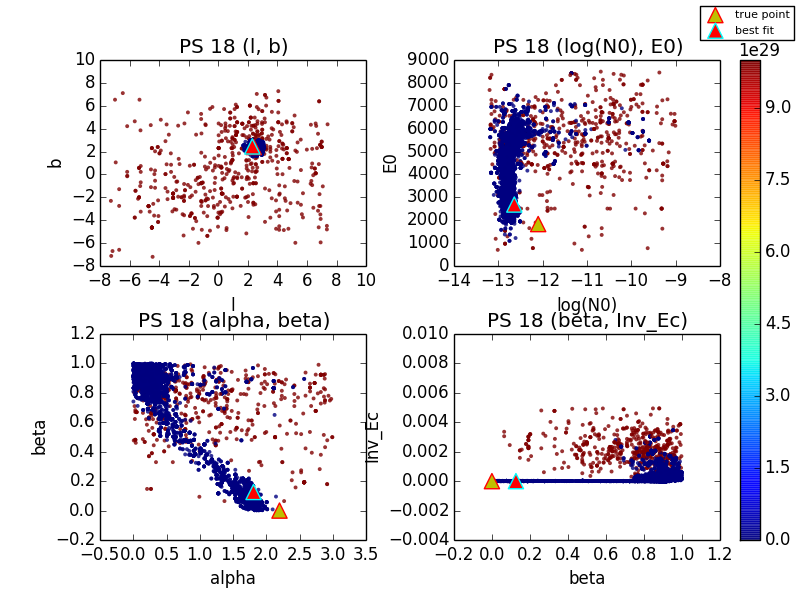 true point
best fit
PS 18 (l, b)
PS 18 (log(N0), E0)
1e29
10
8
6
4
2
0
−2
−4
−6
−8
b
−8 −6 −4 −2 0 2 4 6 8 10
l
9000
8000
7000
6000
5000
4000
3000
2000
1000
0
E0
−14 −13 −12 −11 −10 −9 −8
log(N0)
9.0
7.5
6.0
4.5
3.0
1.5
0.0
PS 18 (alpha, beta)
PS 18 (beta, Inv_Ec)
1.2
1.0
0.8
0.6
0.4
0.2
0.0
−0.2
beta
−0.5 0.0 0.5 1.0 1.5 2.0 2.5 3.0 3.5
alpha
0.010
0.008
0.006
0.004
0.002
0.000
−0.002
−0.004
Inv_Ec
−0.2 0.0 0.2 0.4 0.6 0.8 1.0 1.2
beta